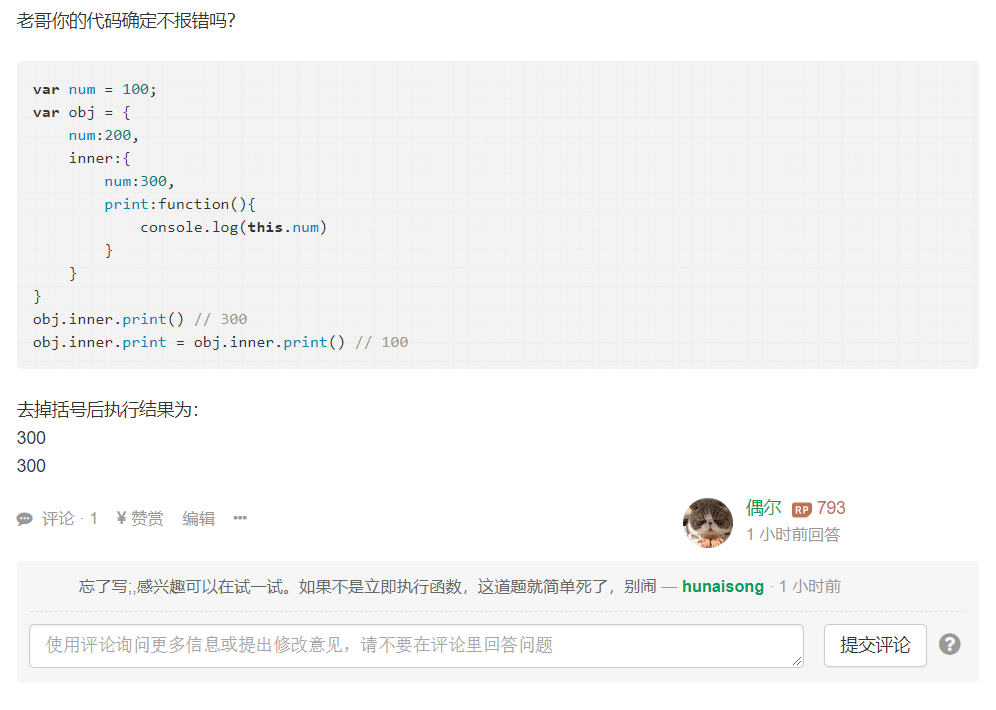 老哥你的代码确定不报错吗？
var num = 100;
var obj = {
    num:200,
    inner:{
        num:300,
        print:function(){
            console.log(this.num)
        }
    }
}
obj.inner.print() // 300
obj.inner.print = obj.inner.print() // 100
去掉括号后执行结果为：
300
300
评论 · 1 ¥赞赏 编辑 ···
偶尔 RP 793
1 小时前回答
忘了写;,感兴趣可以在试一试。如果不是立即执行函数，这道题就简单死了，别闹 — hunaisong · 1 小时前
使用评论询问更多信息或提出修改意见，请不要在评论里回答问题
提交评论 ?